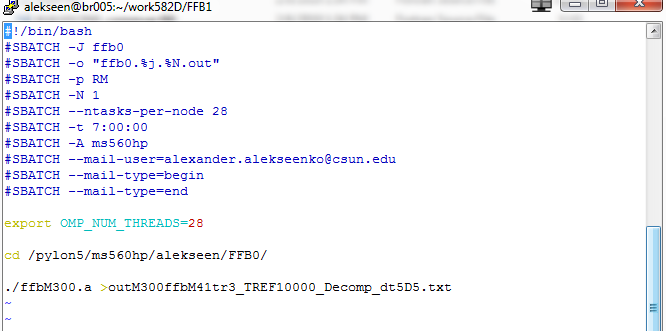 alekseen@br005:~/work582D/FFB1
#!/bin/bash
#SBATCH -J ffb0
#SBATCH -o "ffb0.%j.%N.out"
#SBATCH -p RM
#SBATCH -N 1
#SBATCH --ntasks-per-node 28
#SBATCH -t 7:00:00
#SBATCH -A ms560hp
#SBATCH --mail-user=alexander.alekseenko@csun.edu
#SBATCH --mail-type=begin
#SBATCH --mail-type=end
export OMP_NUM_THREADS=28
cd /pylon5/ms560hp/alekseen/FFB0/
./ffbM300.a >outM300ffbM41tr3_TREF10000_Decomp_dt5D5.txt
~
~